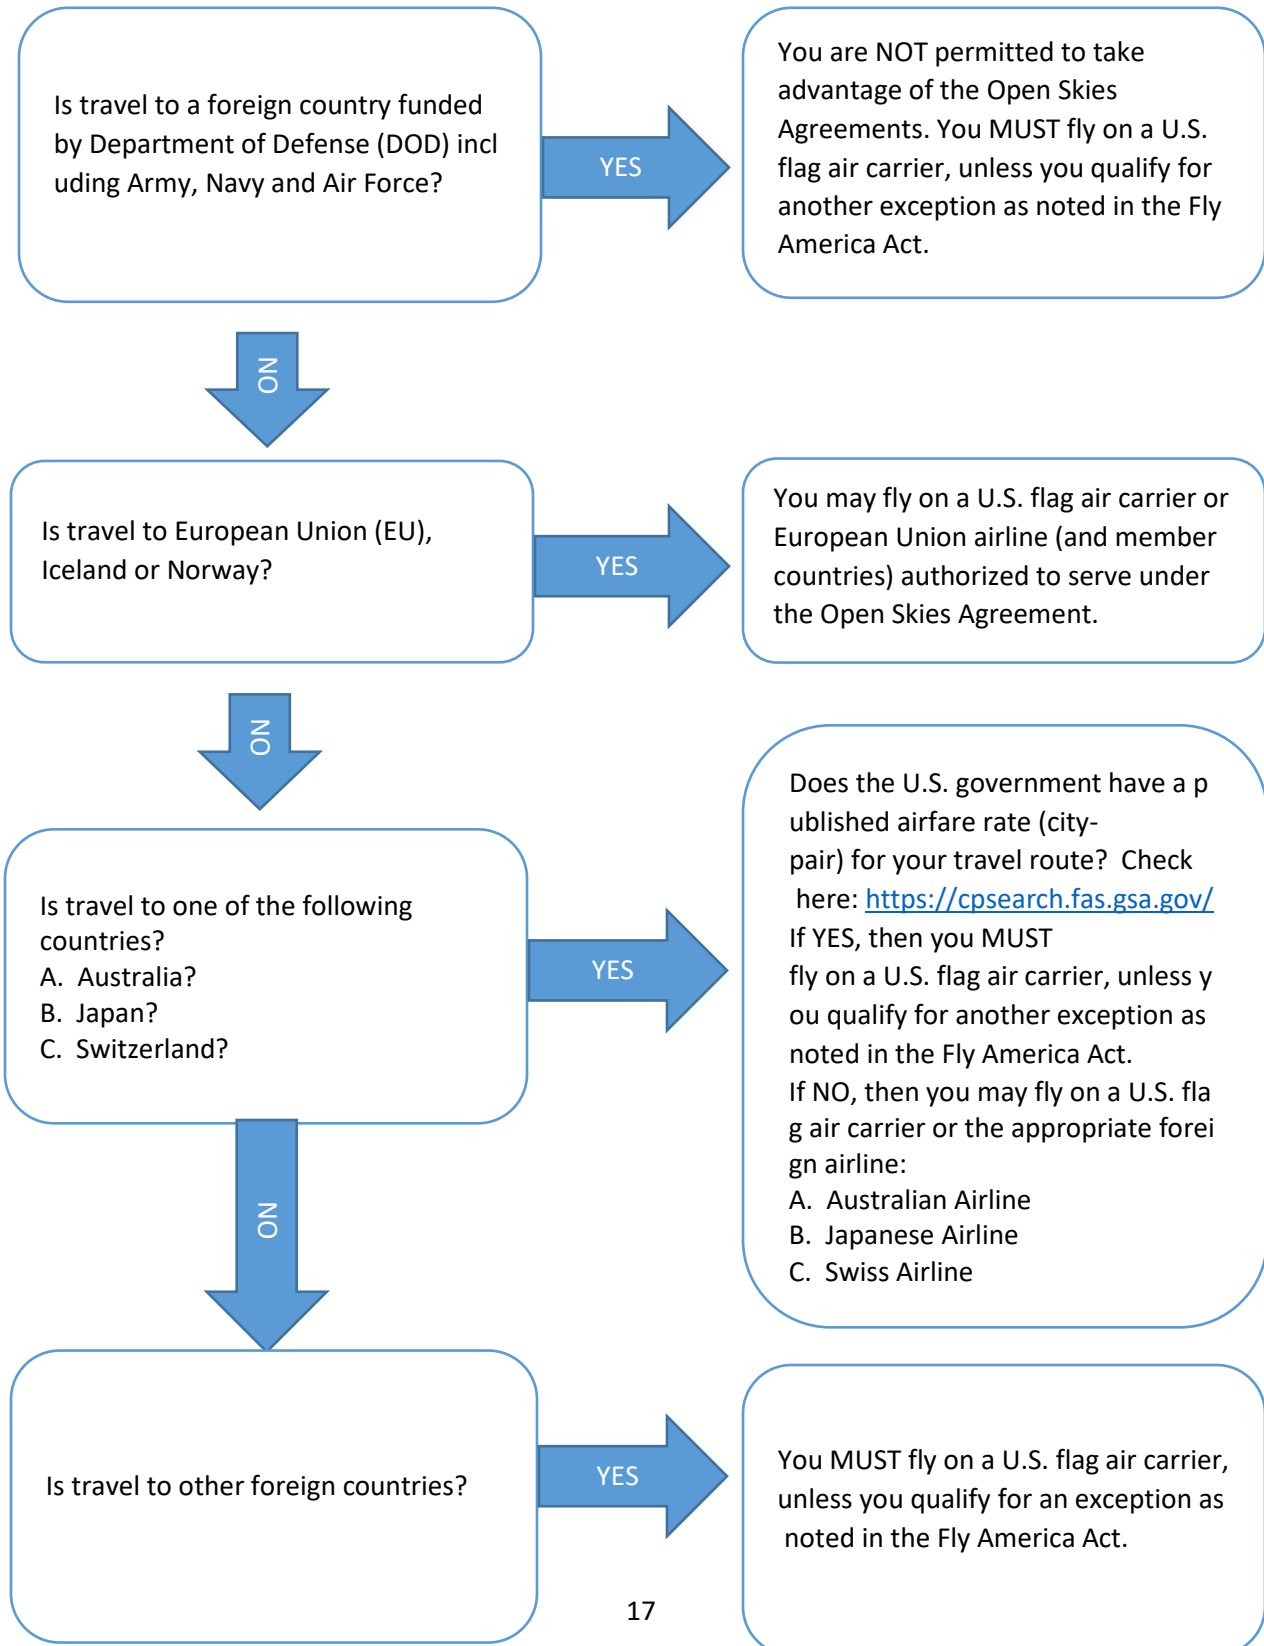 Is travel to a foreign country funded
by Department of Defense (DOD) incl
uding Army, Navy and Air Force?
YES
You are NOT permitted to take
advantage of the Open Skies
Agreements. You MUST fly on a U.S.
flag air carrier, unless you qualify for
another exception as noted in the Fly
America Act.
NO
Is travel to European Union (EU),
Iceland or Norway?
YES
You may fly on a U.S. flag air carrier or
European Union airline (and member
countries) authorized to serve under
the Open Skies Agreement.
NO
Is travel to one of the following
countries?
A. Australia?
B. Japan?
C. Switzerland?
YES
Does the U.S. government have a p
ublished airfare rate (city-
pair) for your travel route? Check
here: https://cpsearch.fas.gsa.gov/
If YES, then you MUST
fly on a U.S. flag air carrier, unless y
ou qualify for another exception as
noted in the Fly America Act.
If NO, then you may fly on a U.S. fla
g air carrier or the appropriate forei
gn airline:
A. Australian Airline
B. Japanese Airline
C. Swiss Airline
NO
Is travel to other foreign countries?
YES
You MUST fly on a U.S. flag air carrier,
unless you qualify for an exception as
noted in the Fly America Act.
17